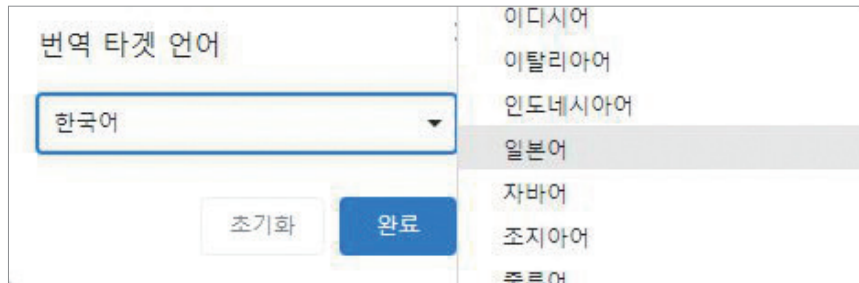 번역 타겟 언어
한국어
초기화
완료
이디시어
이탈리아어
인도네시아어
일본어
자바어
조지아어